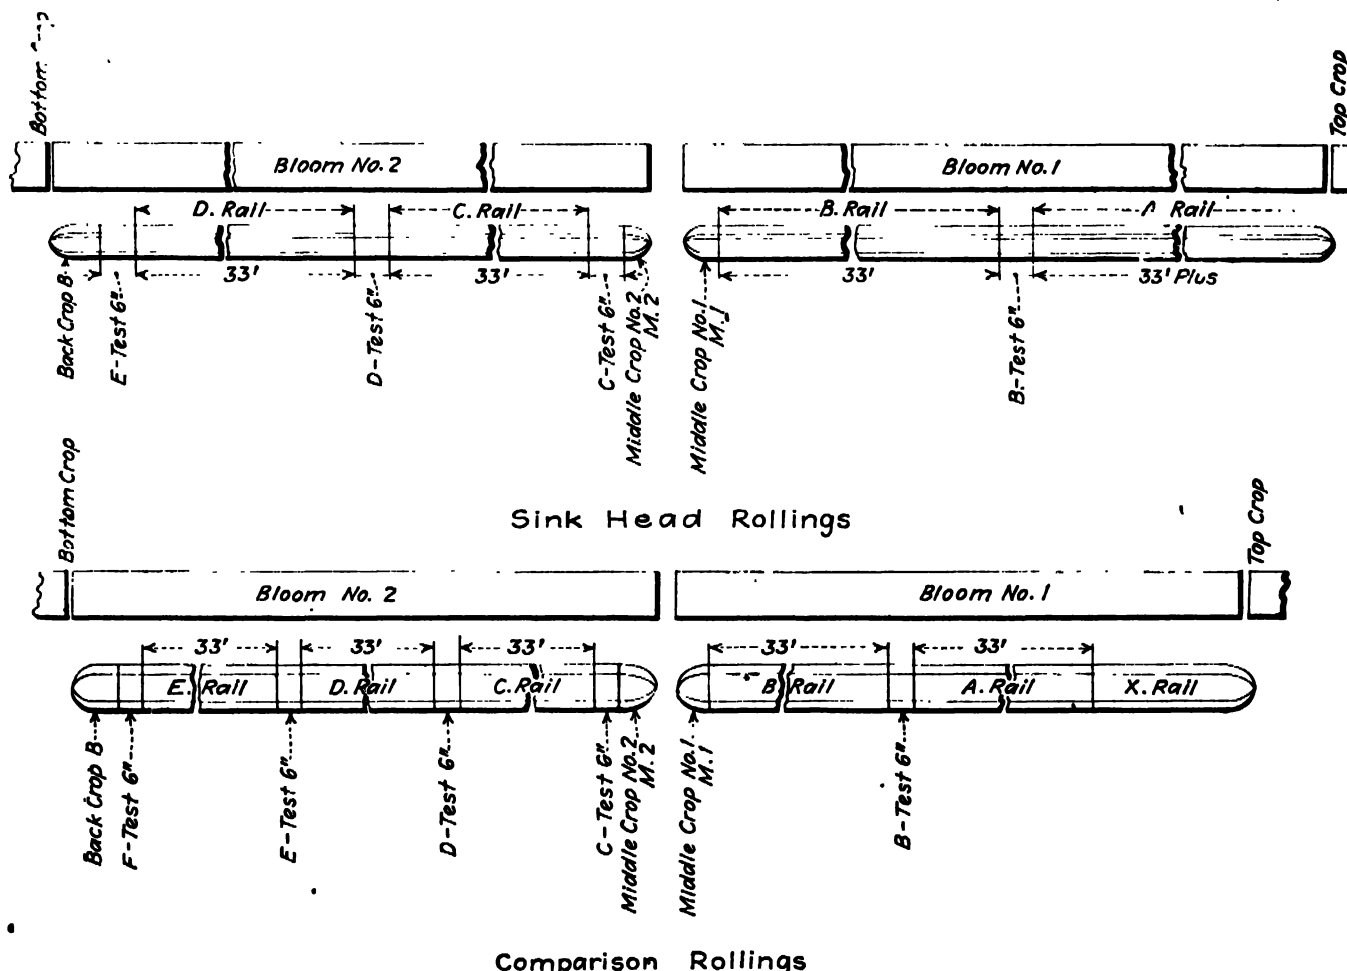 Bottom
Top Crop
Bloom No. 2
Bloom No. 1
D. Rail
C. Rail
B. Rail
A Rail
33'
33'
33'
33' Plus
Back Crop B
E-Test 6"
D-Test 6"
C-Test 6"
Middle Crop No. 2
M. 2
Middle Crop No. 1
M. 1
B-Test 6"
Sink Head Rollings
Bottom Crop
Top Crop
Bloom No. 2
Bloom No. 1
33'
33'
33'
33'
33'
E. Rail
D. Rail
C. Rail
B Rail
A. Rail
X. Rail
Back Crop B
F-Test 6"
E-Test 6"
D-Test 6"
C-Test 6"
Middle Crop No. 2
M. 2
Middle Crop No. 1
M. 1
B-Test 6"
Comparison Rollings